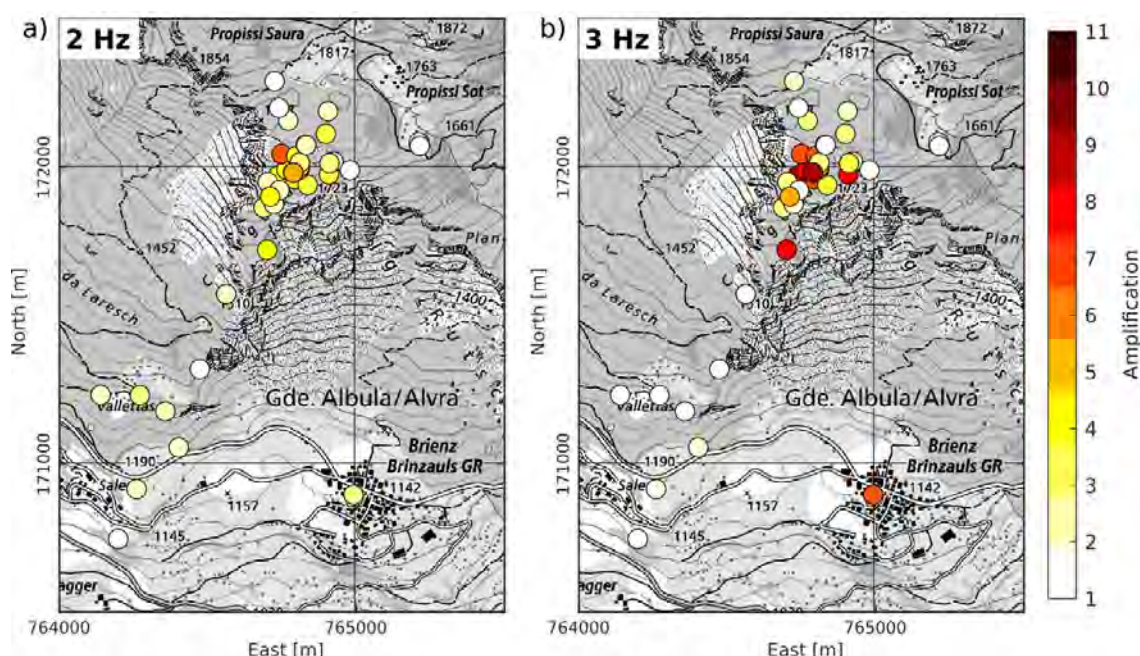 a)
2 Hz
Propissi Saura
1872
1817
1854
1763
Propissi Sot
1661
172000
1723
1452
Plan
da Laresch
1400
Valletias
Gde. Albula/Alvra
171000
1190
Brienz
Brinzauls GR
Sale
1142
1157
1145
agger
764000
765000
North [m]
East [m]
b)
3 Hz
Propissi Saura
1872
1817
1854
1763
Propissi Sot
1661
172000
1723
1452
Plan
da Laresch
1400
Valletias
Gde. Albula/Alvra
171000
1190
Brienz
Brinzauls GR
Sale
1142
1157
1145
agger
764000
765000
North [m]
East [m]
11
10
9
8
7
6
5
4
3
2
1
Amplification